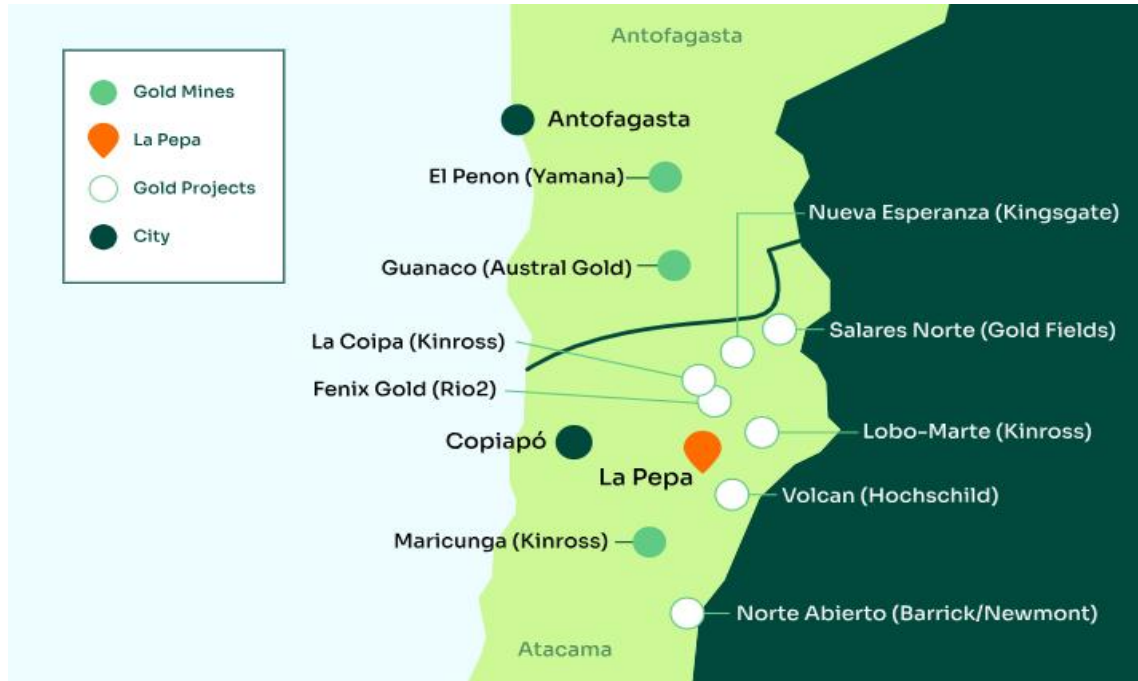 Antofagasta
Gold Mines
La Pepa
Gold Projects
City
Antofagasta
El Penon (Yamana)
Nueva Esperanza (Kingsgate)
Guanaco (Austral Gold)
La Coipa (Kinross)
Salares Norte (Gold Fields)
Fenix Gold (Rio2)
Copiapó
Lobo-Marte (Kinross)
La Pepa
Volcan (Hochschild)
Maricunga (Kinross)
Norte Abierto (Barrick/Newmont)
Atacama